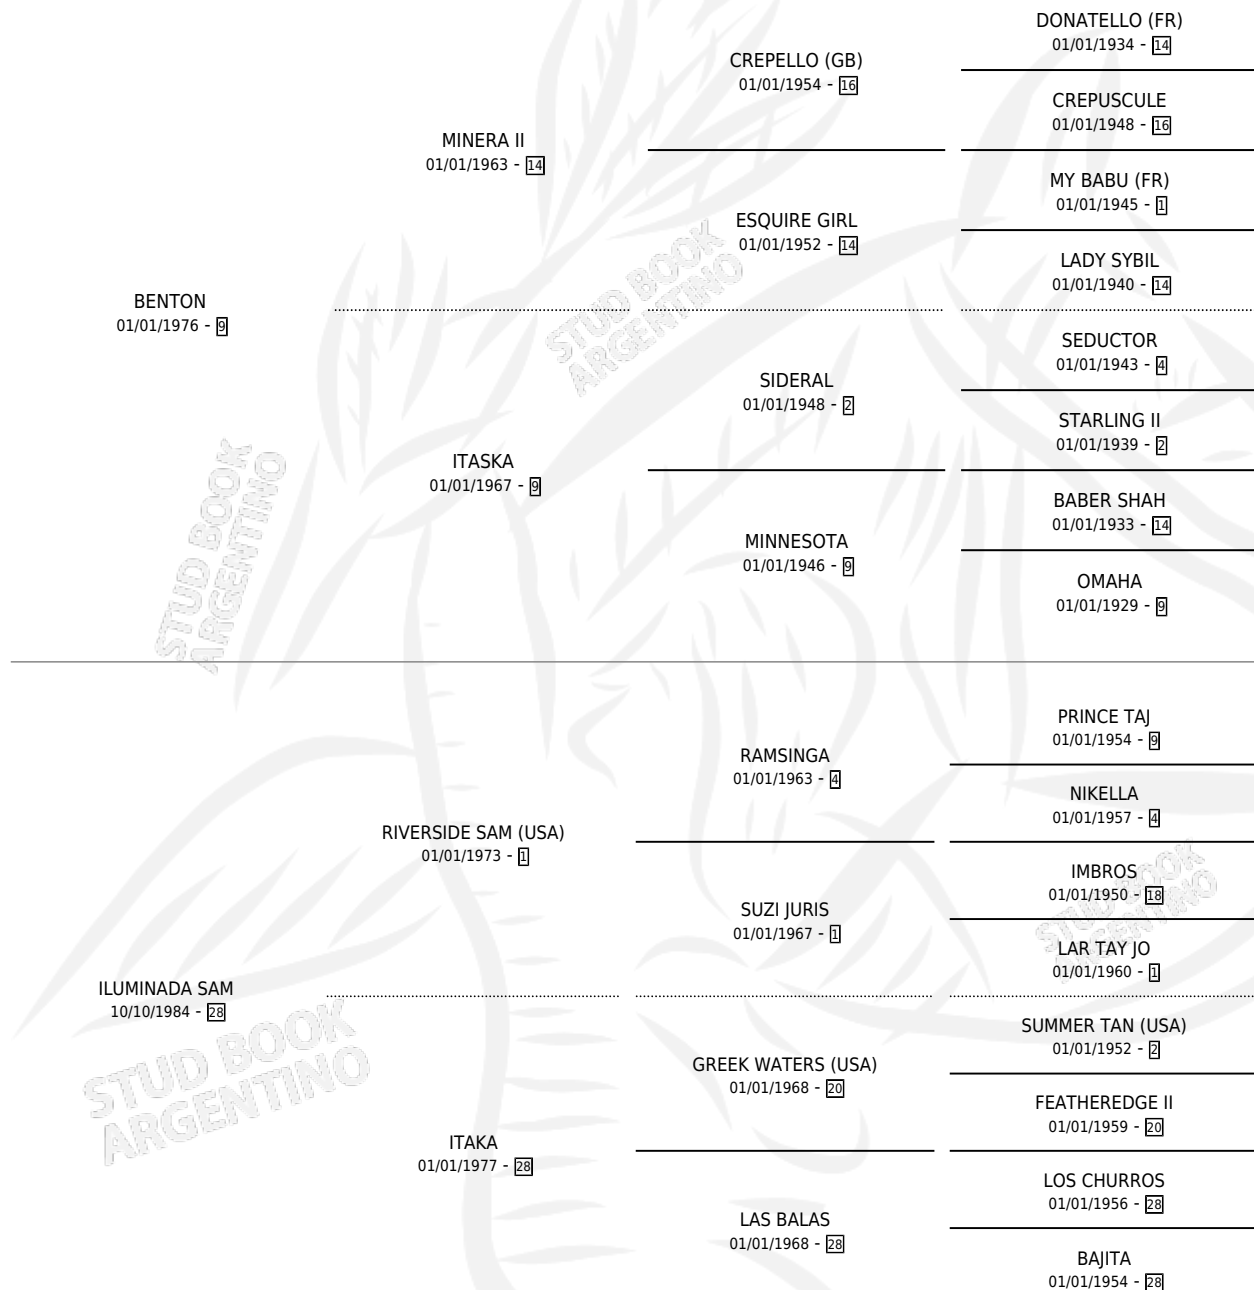 DONATELLO (FR)
01/01/1934 - 14
CREPELLO (GB)
01/01/1954 - 16
CREPUSCULE
01/01/1948 - 16
MINERA II
01/01/1963 - 14
MY BABU (FR)
01/01/1945 - 1
ESQUIRE GIRL
01/01/1952 - 14
LADY SYBIL
01/01/1940 - 14
BENTON
01/01/1976 - 9
STUD BOOK
ARGENTINO
SEDUCTOR
01/01/1943 - 4
SIDERAL
01/01/1948 - 2
STARLING II
01/01/1939 - 2
ITASKA
01/01/1967 - 9
BABER SHAH
01/01/1933 - 14
MINNESOTA
01/01/1946 - 9
OMAHA
01/01/1929 - 9
STUD BOOK
ARGENTINO
PRINCE TAJ
01/01/1954 - 9
RAMSINGA
01/01/1963 - 4
NIKELLA
01/01/1957 - 4
RIVERSIDE SAM (USA)
01/01/1973 - 1
IMBROS
01/01/1950 - 18
SUZI JURIS
01/01/1967 - 1
STUD BOOK
ARGENTINO
LAR TAY JO
01/01/1960 - 1
ILUMINADA SAM
10/10/1984 - 28
STUD BOOK
ARGENTINO
SUMMER TAN (USA)
01/01/1952 - 2
GREEK WATERS (USA)
01/01/1968 - 20
FEATHEREDGE II
01/01/1959 - 20
ITAKA
01/01/1977 - 28
LOS CHURROS
01/01/1956 - 28
LAS BALAS
01/01/1968 - 28
BAJITA
01/01/1954 - 28